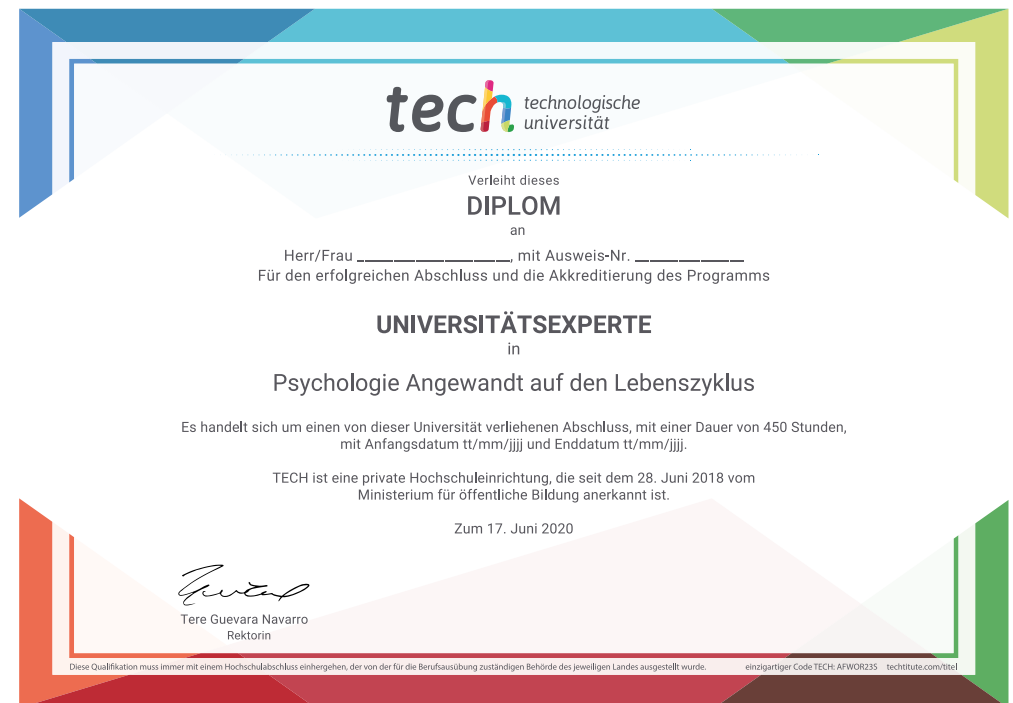 tech technologische
universität
Verleiht dieses
DIPLOM
an
Herr/Frau ____________________, mit Ausweis-Nr. ______________
Für den erfolgreichen Abschluss und die Akkreditierung des Programms
UNIVERSITÄTSEXPERTE
in
Psychologie Angewandt auf den Lebenszyklus
Es handelt sich um einen von dieser Universität verliehenen Abschluss, mit einer Dauer von 450 Stunden,
mit Anfangsdatum tt/mm/jjjj und Enddatum tt/mm/jjjj.
TECH ist eine private Hochschuleinrichtung, die seit dem 28. Juni 2018 vom
Ministerium für öffentliche Bildung anerkannt ist.
Zum 17. Juni 2020
Tere Guevara Navarro
Rektorin
Diese Qualifikation muss immer mit einem Hochschulabschluss einhergehen, der von der für die Berufsausübung zuständigen Behörde des jeweiligen Landes ausgestellt wurde. einzigartiger Code TECH: AFWOR23S techtitute.com/titel